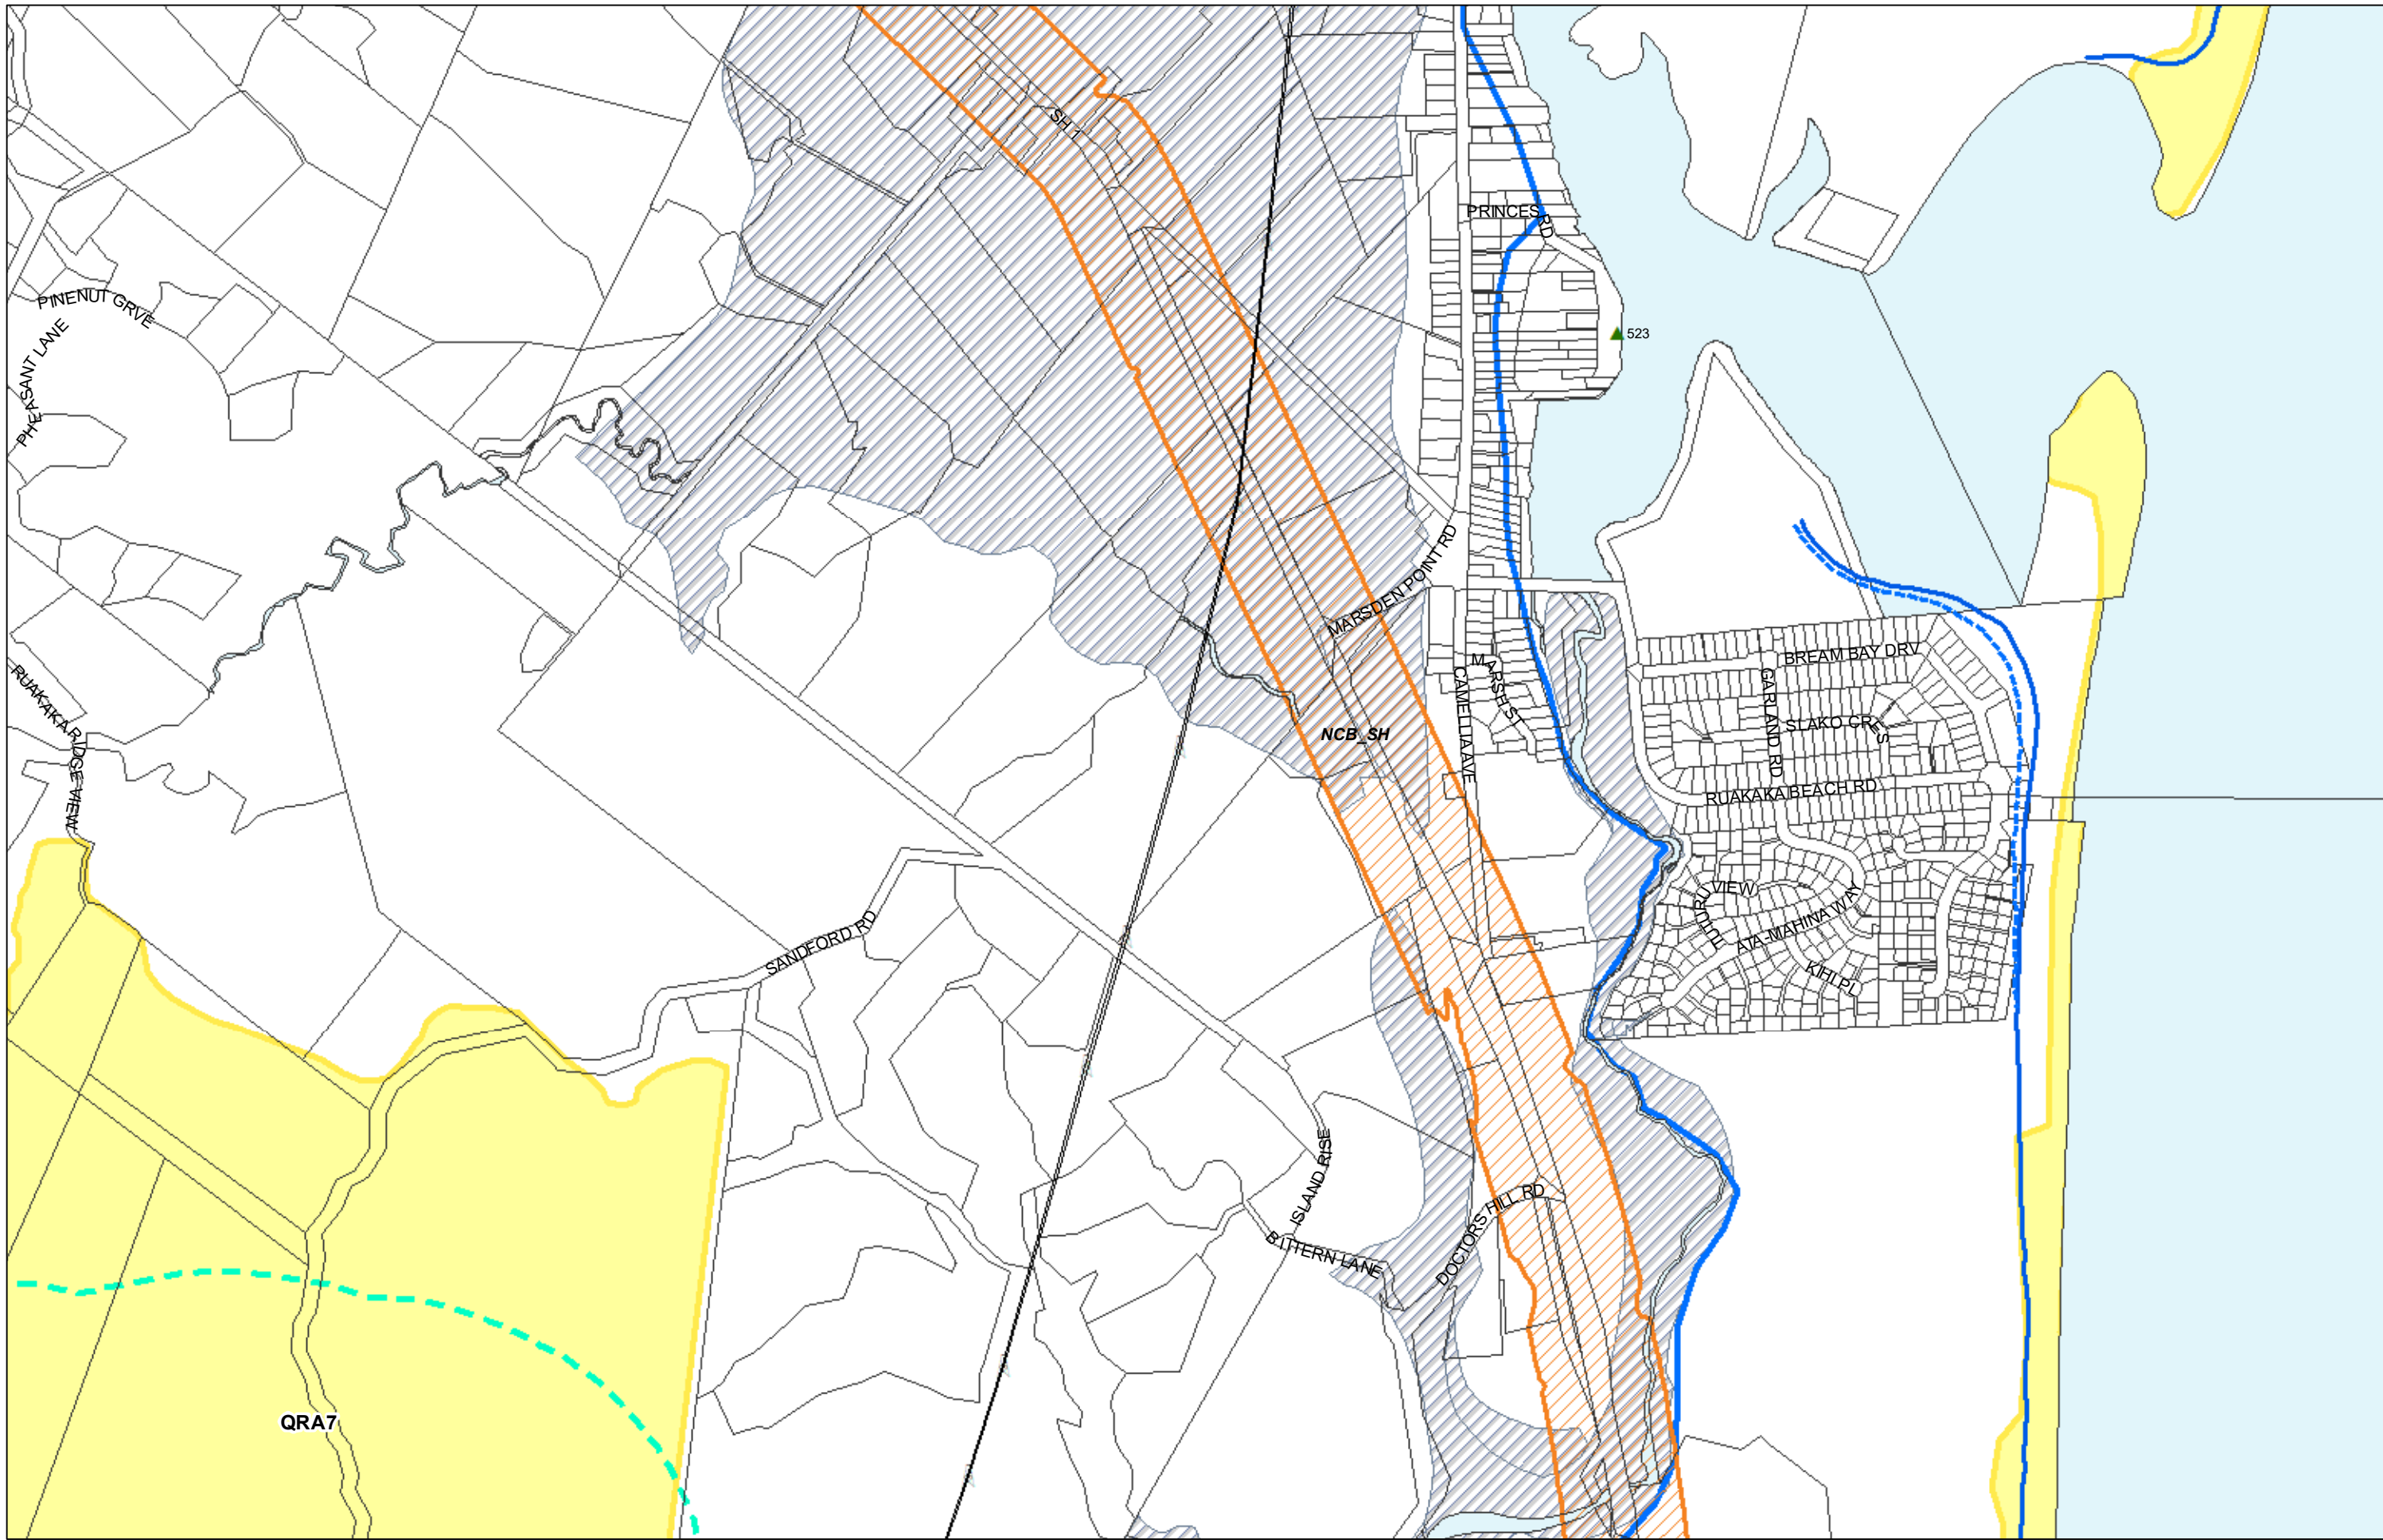 SH 1
PRINCES RD
PINENUT GRVE
523
PHEASANT LANE
MARSDEN POINT RD
BREAM BAY DRV
MARSH ST
CAMELLIA AVE
GARLAND RD
RUAKAKA RIDGE VIEW
SLAKO CRES
NCB_SH
RUAKAKA BEACH RD
TUTURU VIEW
SANDFORD RD
ATA-MAHINA WAY
KIHI PL
ISLAND RISE
DOCTORS HILL RD
BITTERN LANE
QRA7